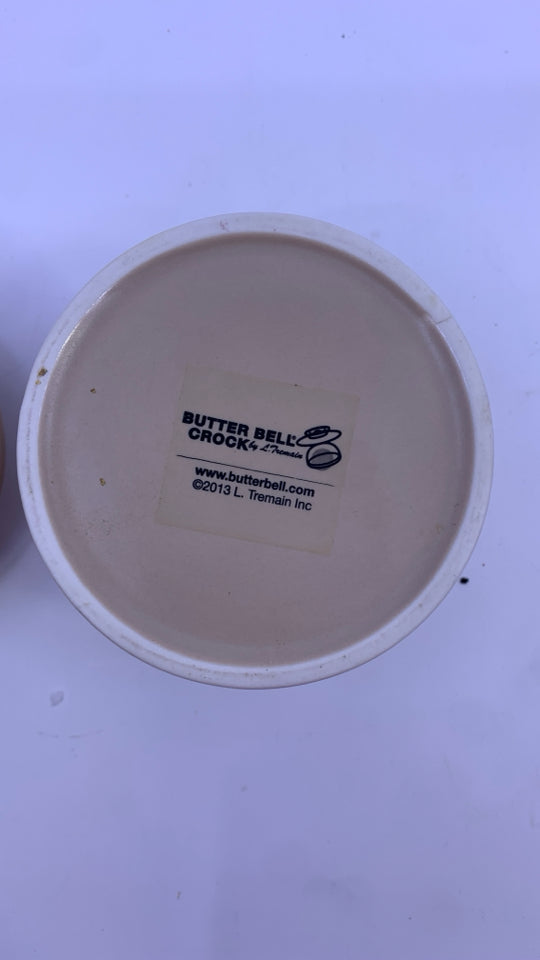 BUTTER BELL®
CROCK by L. Tremain
www.butterbell.com
©2013 L. Tremain Inc